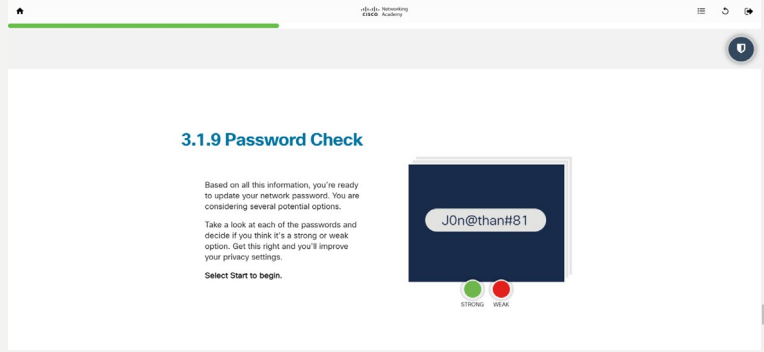 Networking
CISCO Academy
3.1.9 Password Check
Based on all this information, you're ready
to update your network password. You are
considering several potential options.
Take a look at each of the passwords and
decide if you think it's a strong or weak
option. Get this right and you'll improve
your privacy settings.
Select Start to begin.
J0n@than#81
STRONG WEAK